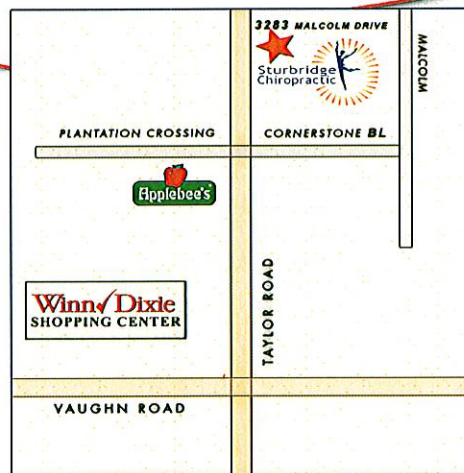 3283 MALCOLM DRIVE
Sturbridge
Chiropractic
MALCOLM
PLANTATION CROSSING
CORNERSTONE BL
Applebee's
TAYLOR ROAD
Winn Dixie
SHOPPING CENTER
VAUGHN ROAD